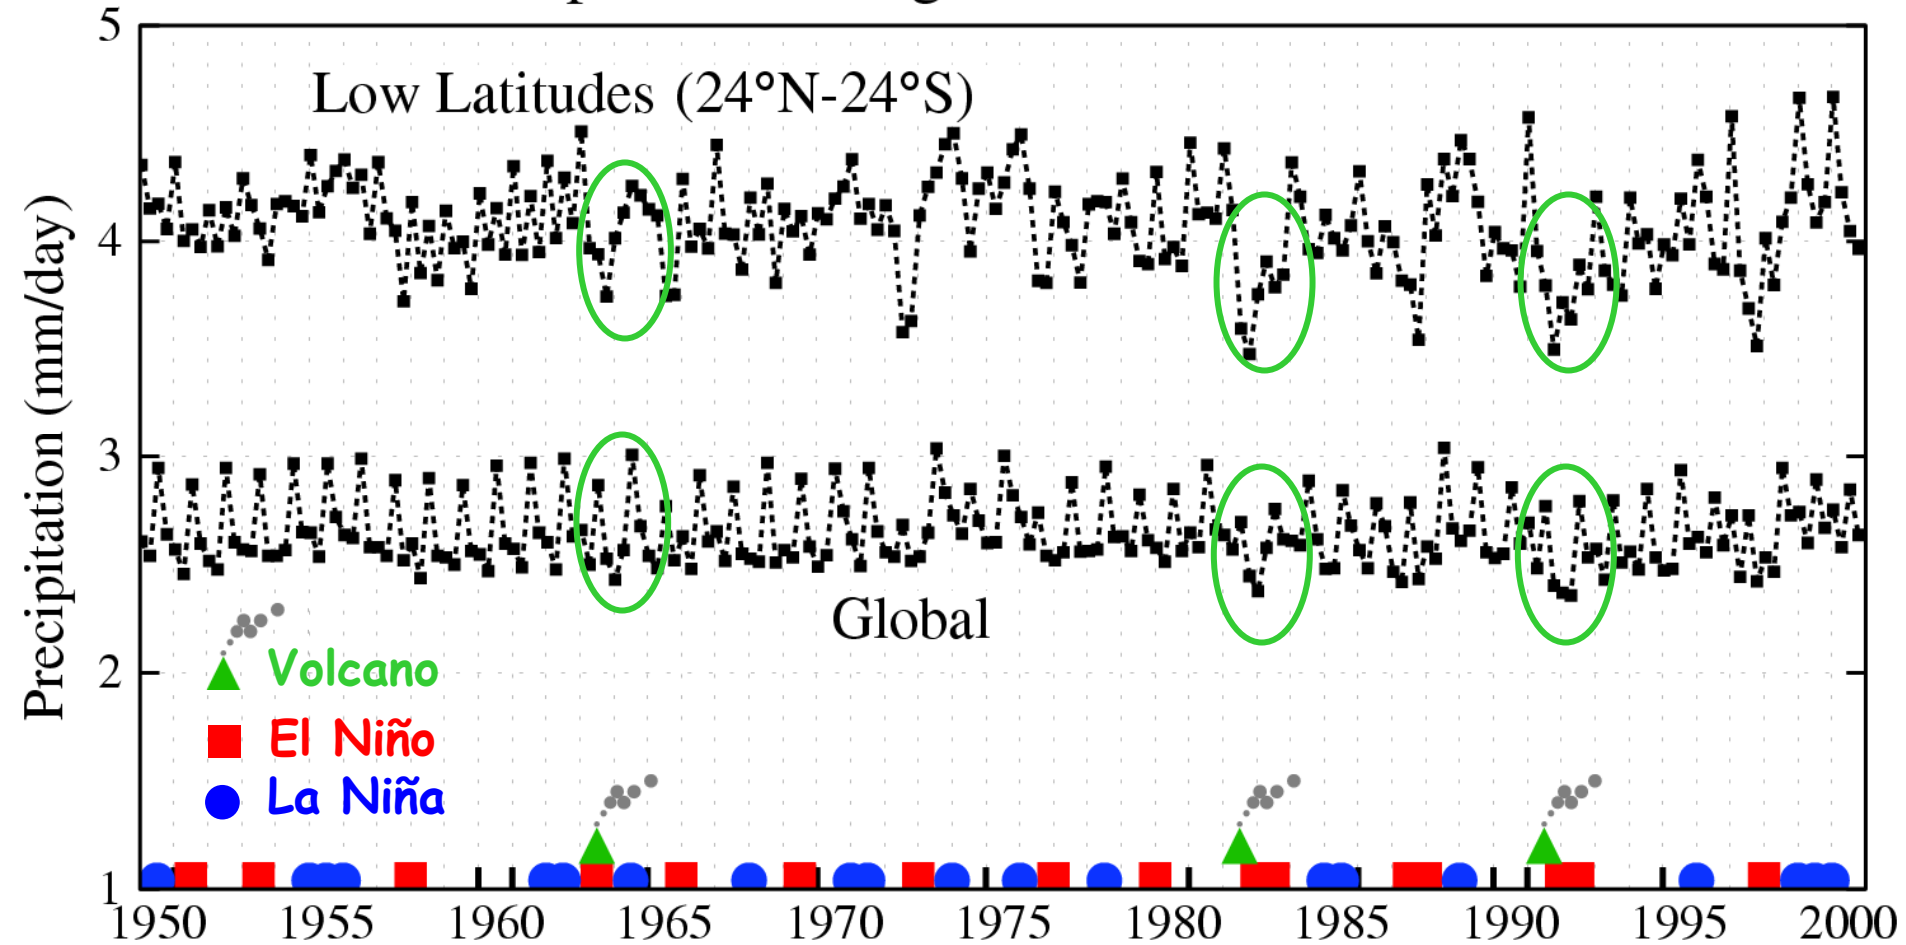 5
Low Latitudes (24°N-24°S)
4
Precipitation (mm/day)
3
Global
2
Volcano
El Niño
La Niña
1
1950 1955 1960 1965 1970 1975 1980 1985 1990 1995 2000